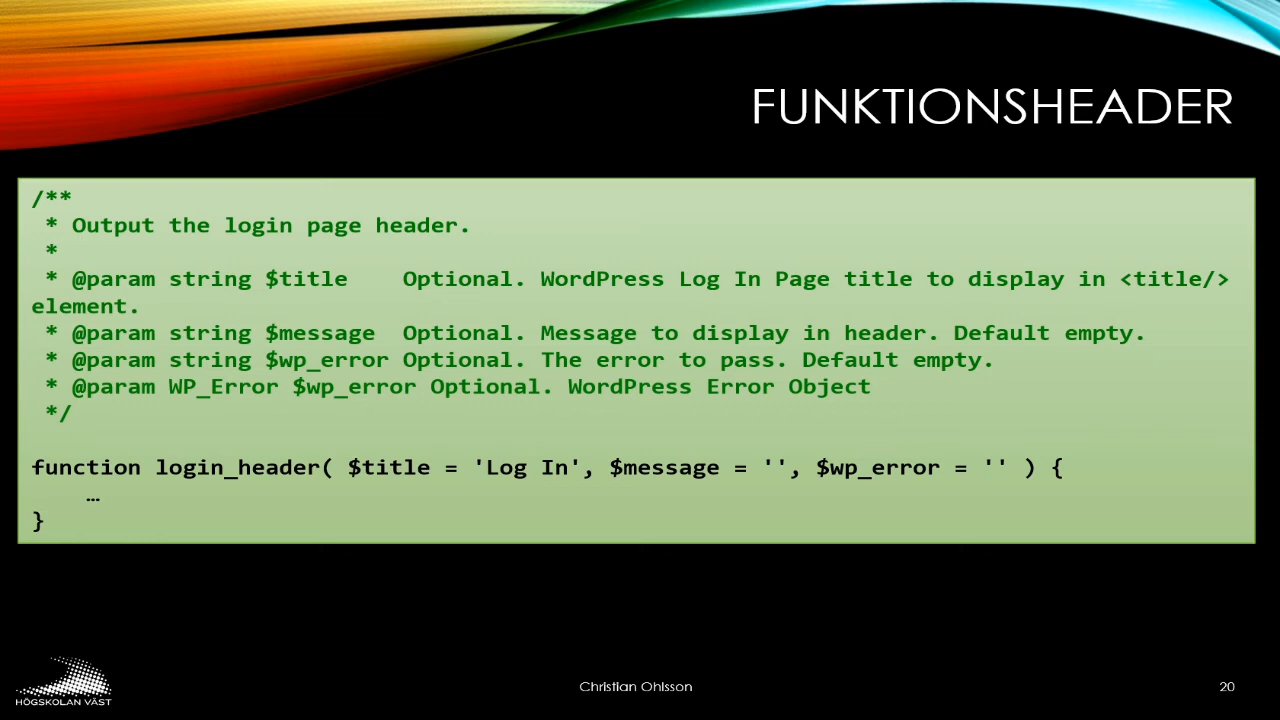 FUNKTIONSHEADER
/**
 * Output the login page header.
 *
 * @param string $title    Optional. WordPress Log In Page title to display in <title/>
element.
 * @param string $message  Optional. Message to display in header. Default empty.
 * @param string $wp_error Optional. The error to pass. Default empty.
 * @param WP_Error $wp_error Optional. WordPress Error Object
 */
function login_header( $title = 'Log In', $message = '', $wp_error = '' ) {
    …
}
HÖGSKOLAN VÄST
Christian Ohlsson
20